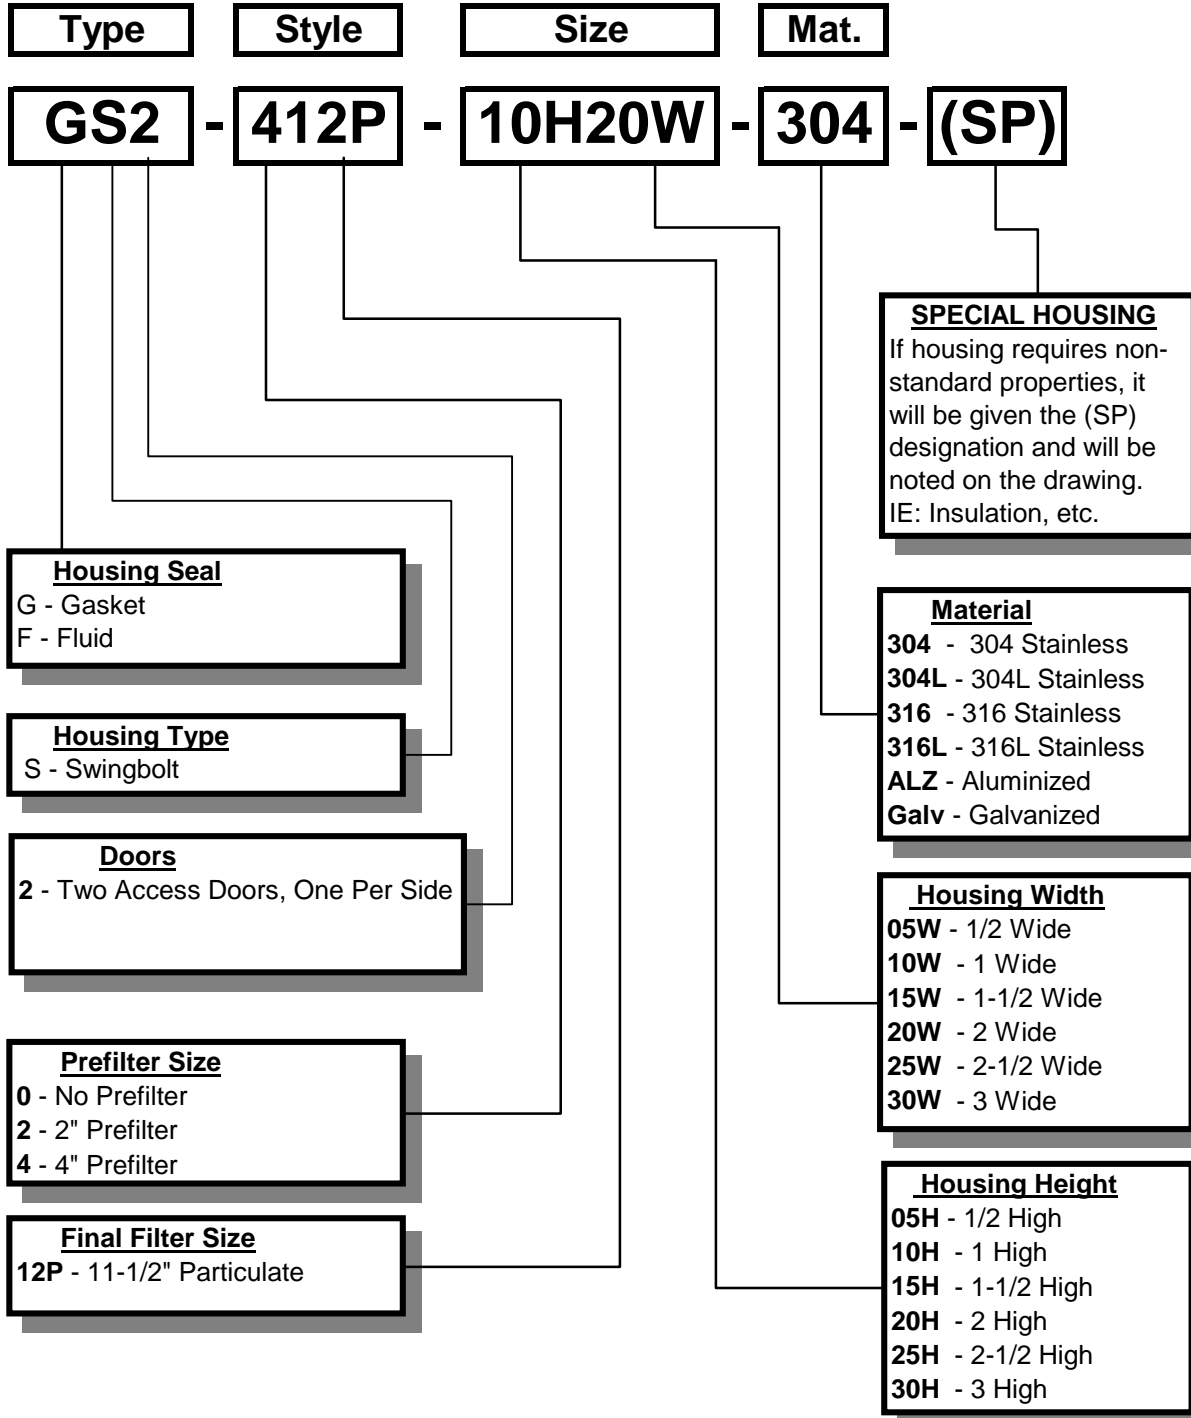 Type Style Size Mat.
GS2 - 412P - 10H20W - 304 - (SP)
SPECIAL HOUSING
If housing requires non-
standard properties, it
will be given the (SP)
designation and will be
noted on the drawing.
IE: Insulation, etc.
Housing Seal
G - Gasket
F - Fluid
Housing Type
S - Swingbolt
Doors
2 - Two Access Doors, One Per Side
Prefilter Size
0 - No Prefilter
2 - 2" Prefilter
4 - 4" Prefilter
Final Filter Size
12P - 11-1/2" Particulate
Material
304 - 304 Stainless
304L - 304L Stainless
316 - 316 Stainless
316L - 316L Stainless
ALZ - Aluminized
Galv - Galvanized
Housing Width
05W - 1/2 Wide
10W - 1 Wide
15W - 1-1/2 Wide
20W - 2 Wide
25W - 2-1/2 Wide
30W - 3 Wide
Housing Height
05H - 1/2 High
10H - 1 High
15H - 1-1/2 High
20H - 2 High
25H - 2-1/2 High
30H - 3 High